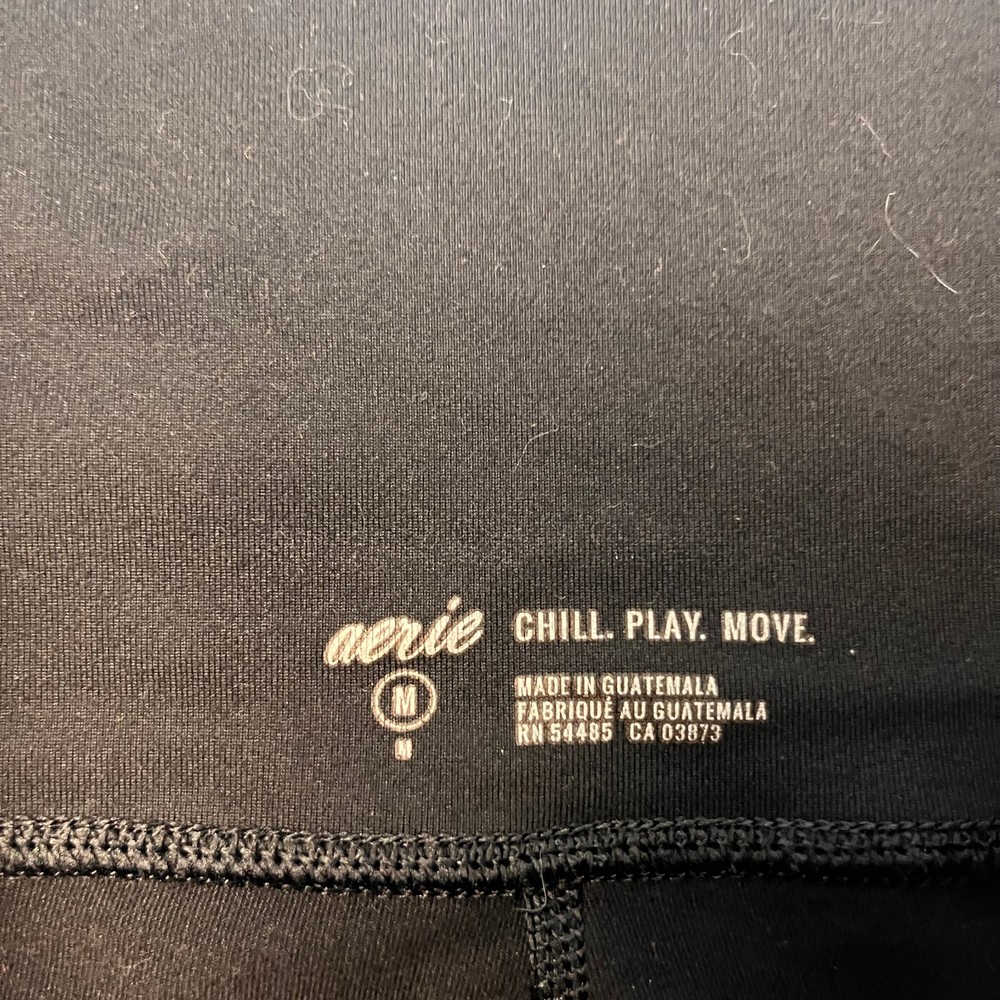 aerie
CHILL. PLAY. MOVE.
M
M
MADE IN GUATEMALA
FABRIQUÉ AU GUATEMALA
RN 54485 CA 03873